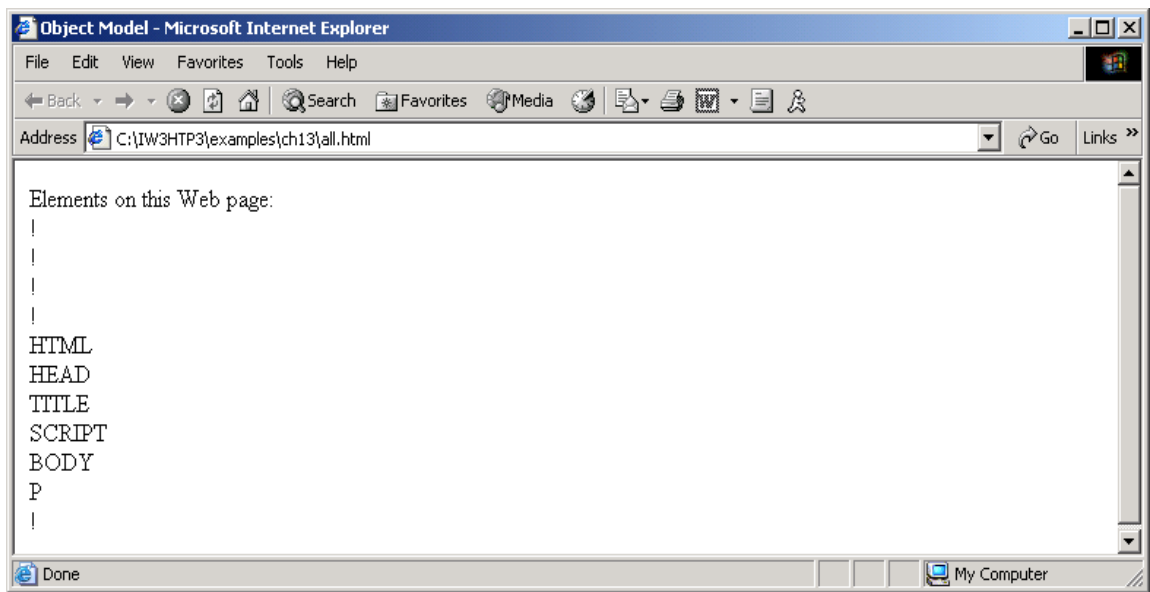 Object Model - Microsoft Internet Explorer
File Edit View Favorites Tools Help
Back Search Favorites Media
Address C:\IW3HTP3\examples\ch13\all.html Go Links »
Elements on this Web page:
!
!
!
!
HTML
HEAD
TITLE
SCRIPT
BODY
P
!
Done My Computer